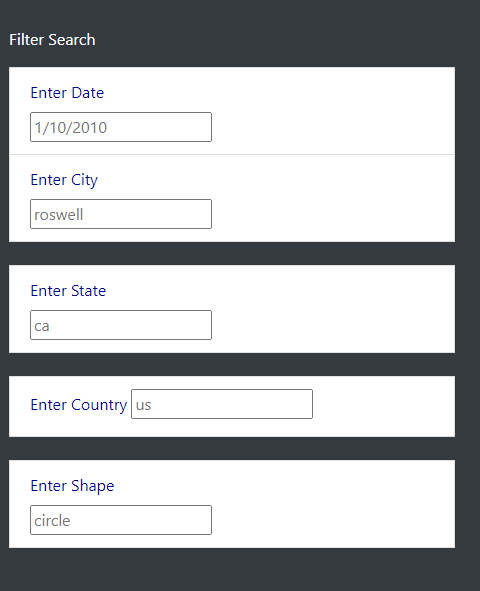 Filter Search
Enter Date
1/10/2010
Enter City
roswell
Enter State
ca
Enter Country us
Enter Shape
circle